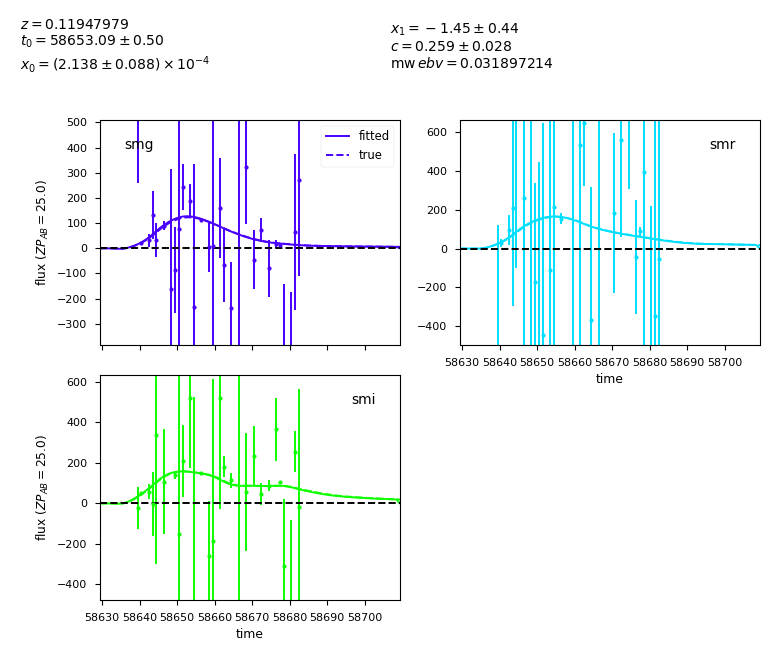 z = 0.11947979
t₀ = 58653.09 ± 0.50
x₀ = (2.138 ± 0.088) × 10⁻⁴
x₁ = −1.45 ± 0.44
c = 0.259 ± 0.028
mw ebv = 0.031897214
500
400
300
200
100
0
−100
−200
−300
flux (ZP_AB = 25.0)
smg
fitted
true
600
400
200
0
−200
−400
smr
58630 58640 58650 58660 58670 58680 58690 58700
time
600
400
200
0
−200
−400
flux (ZP_AB = 25.0)
smi
58630 58640 58650 58660 58670 58680 58690 58700
time